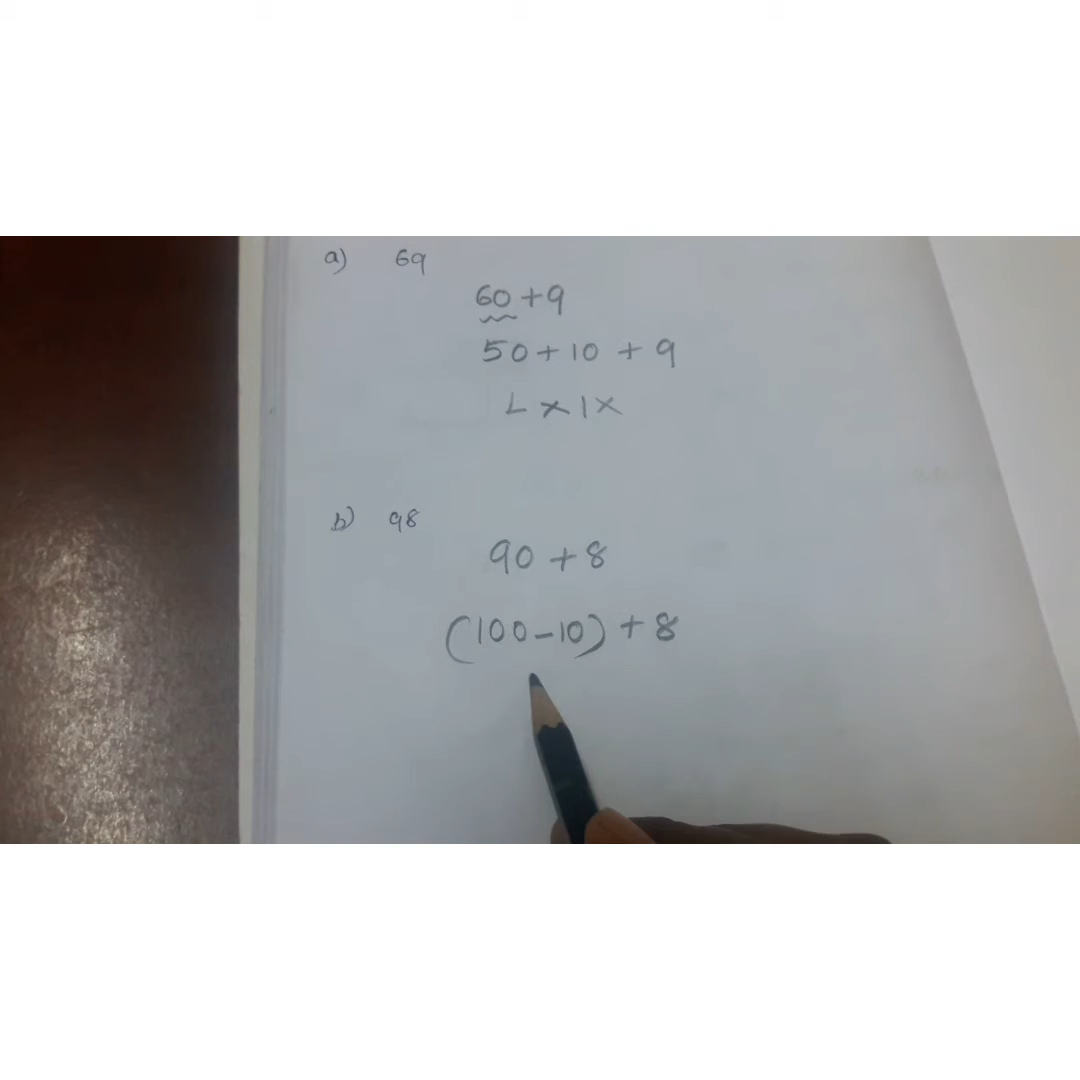 a) 69
60 + 9
50 + 10 + 9
L X I X
b) 98
90 + 8
(100 - 10) + 8